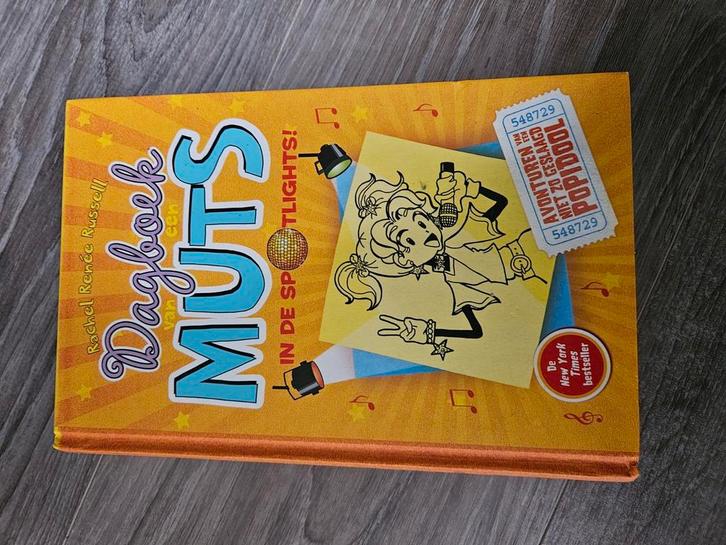 Rachel Renée Russell
Dagboek
van een
MUTS
IN DE SPOTLIGHTS!
548729
AVONTUREN VAN EEN
NIET ZO GESLAAGD
POPIDOOL
548729
De
New York
Times
bestseller